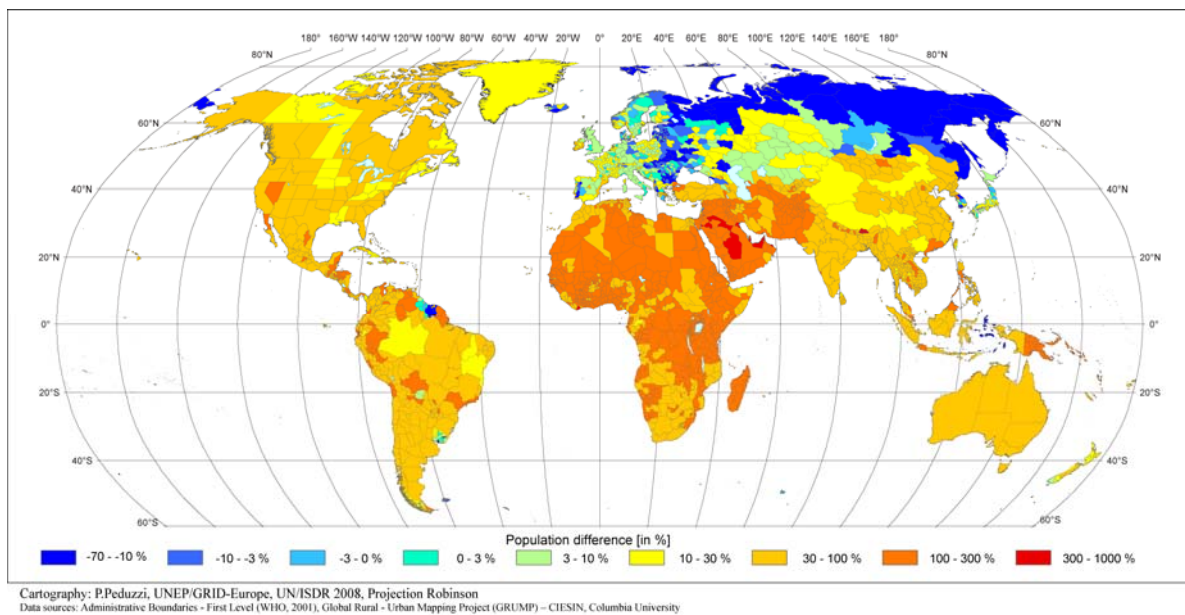 180° 160°W 140°W 120°W 100°W 80°W 60°W 40°W 20°W 0° 20°E 40°E 60°E 80°E 100°E 120°E 140°E 160°E 180°
80°N 80°N
60°N 60°N
40°N 40°N
20°N 20°N
0° 0°
20°S 20°S
40°S 40°S
60°S 60°S
Population difference [in %]
-70 - -10 % -10 - -3 % -3 - 0 % 0 - 3 % 3 - 10 % 10 - 30 % 30 - 100 % 100 - 300 % 300 - 1000 %
Cartography: P.Peduzzi, UNEP/GRID-Europe, UN/ISDR 2008, Projection Robinson
Data sources: Administrative Boundaries - First Level (WHO, 2001), Global Rural - Urban Mapping Project (GRUMP) – CIESIN, Columbia University